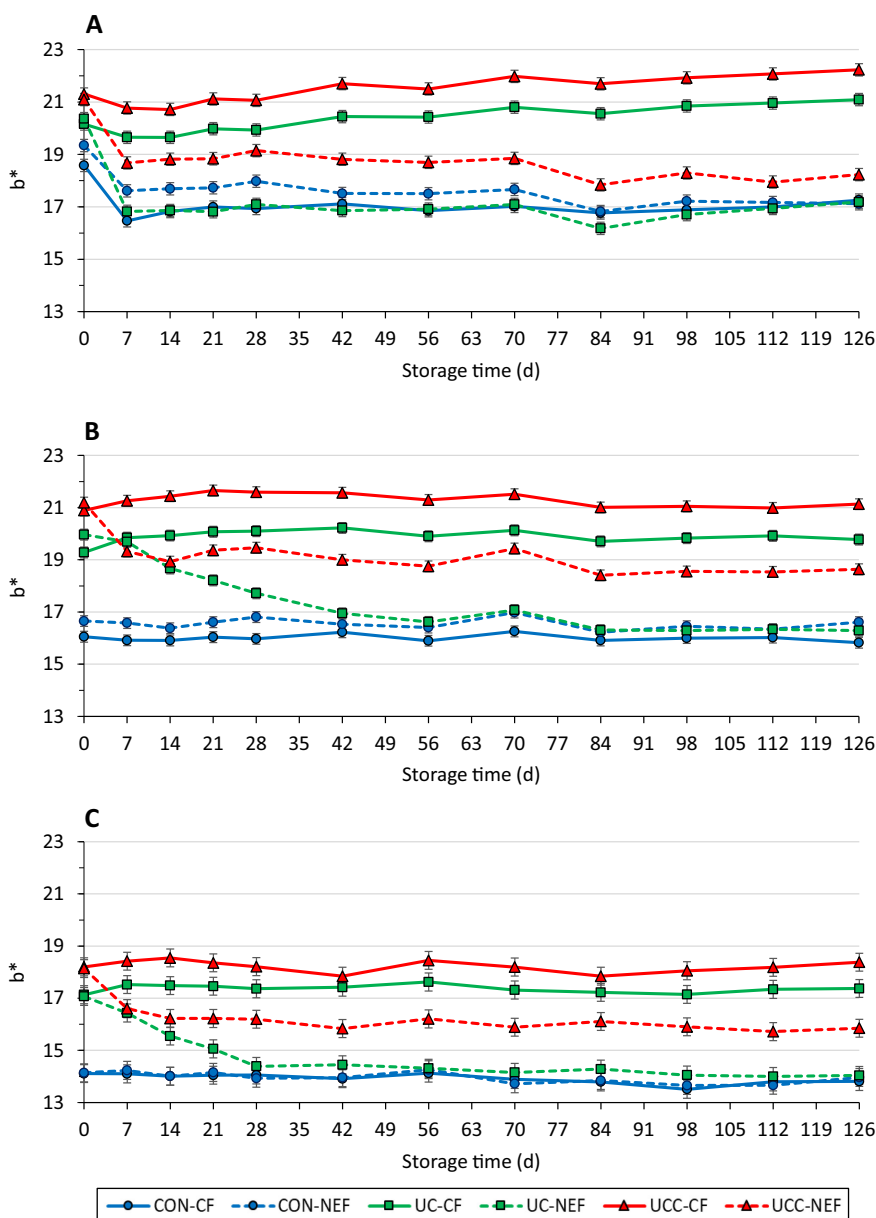 A
23
21
19
17
15
13
b*
0 7 14 21 28 35 42 49 56 63 70 77 84 91 98 105 112 119 126
Storage time (d)
B
23
21
19
17
16
13
b*
0 7 14 21 28 35 42 49 56 63 70 77 84 91 98 105 112 119 126
Storage time (d)
C
23
21
19
17
15
13
b*
0 7 14 21 28 35 42 49 56 63 70 77 84 91 98 105 112 119 126
Storage time (d)
CON-CF CON-NEF UC-CF UC-NEF UCC-CF UCC-NEF